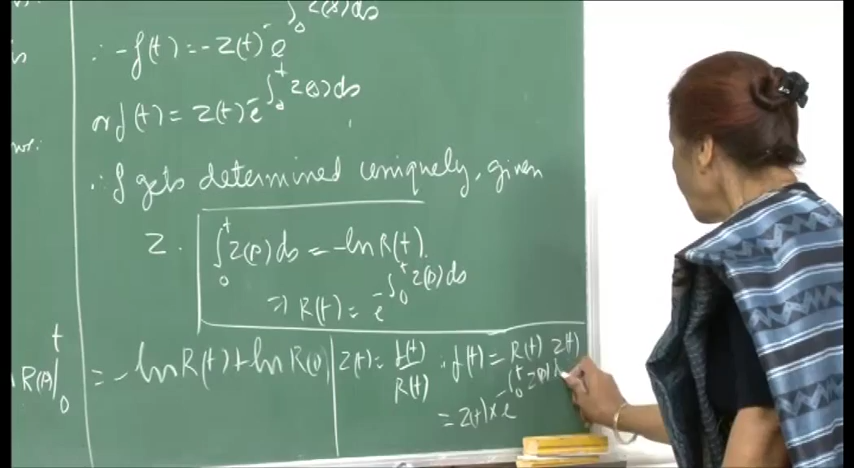 ∴ -f(t) = -Z(t) e^{-∫_0^t Z(s)ds}
or f(t) = Z(t) e^{-∫_0^t Z(s)ds}
∴ f gets determined uniquely, given
Z.
∫_0^t Z(s)ds = -ln R(t).
⇒ R(t) = e^{-∫_0^t Z(s)ds}
R(s)|_0^t = -ln R(t) + ln R(0)
Z(t) = f(t)/R(t) ∴ f(t) = R(t) Z(t)
= Z(t) × e^{-∫_0^t Z(s)d